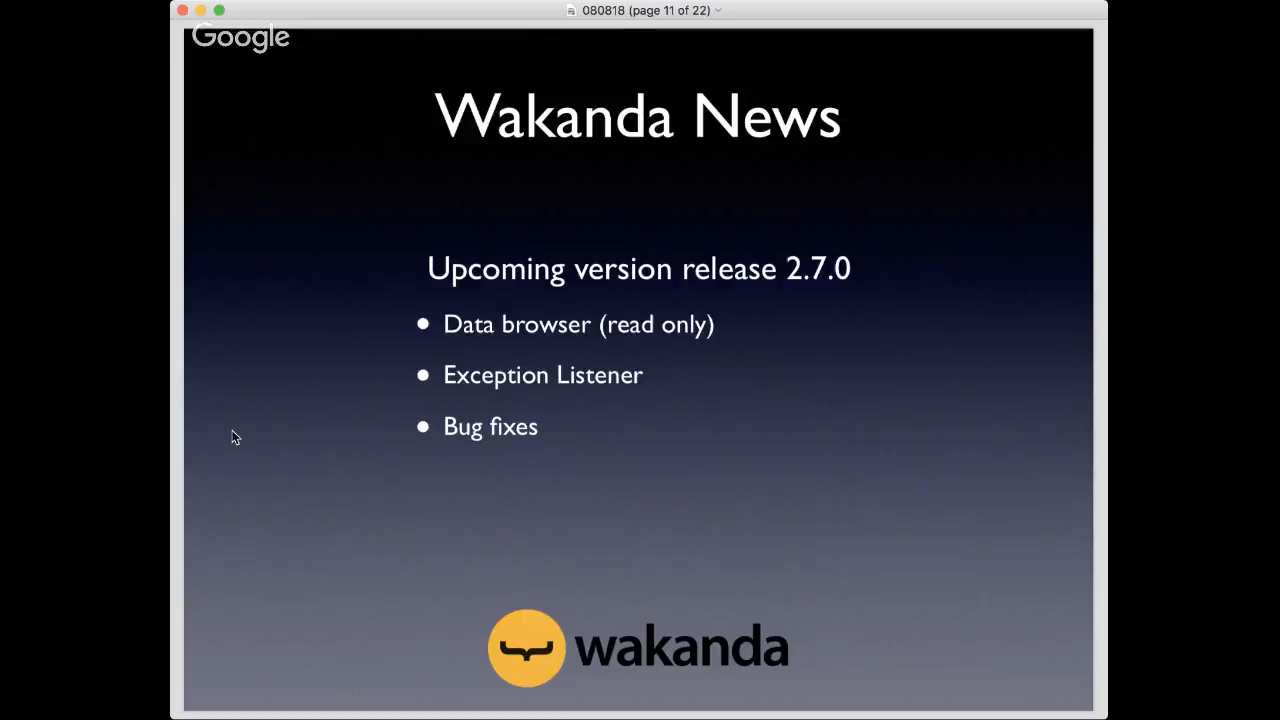 080818 (page 11 of 22)
Google
Wakanda News
Upcoming version release 2.7.0
• Data browser (read only)
• Exception Listener
• Bug fixes
wakanda